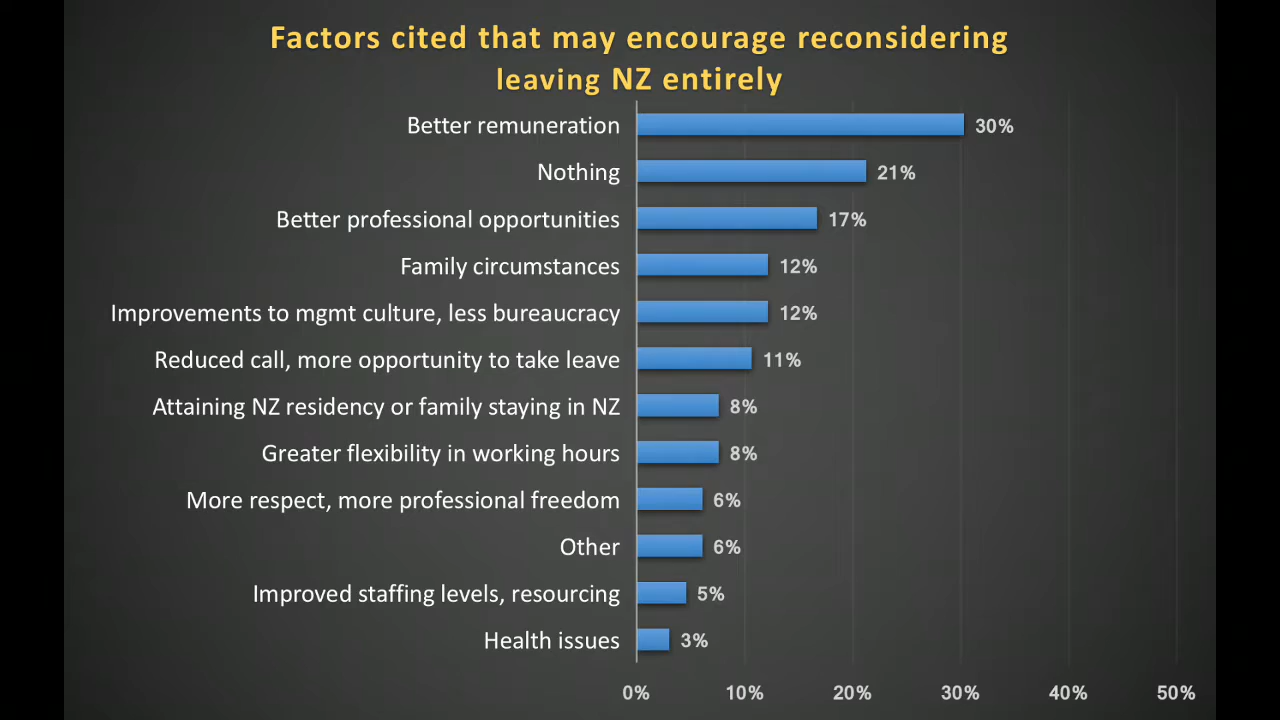 Factors cited that may encourage reconsidering
leaving NZ entirely
Better remuneration 30%
Nothing 21%
Better professional opportunities 17%
Family circumstances 12%
Improvements to mgmt culture, less bureaucracy 12%
Reduced call, more opportunity to take leave 11%
Attaining NZ residency or family staying in NZ 8%
Greater flexibility in working hours 8%
More respect, more professional freedom 6%
Other 6%
Improved staffing levels, resourcing 5%
Health issues 3%
0% 10% 20% 30% 40% 50%